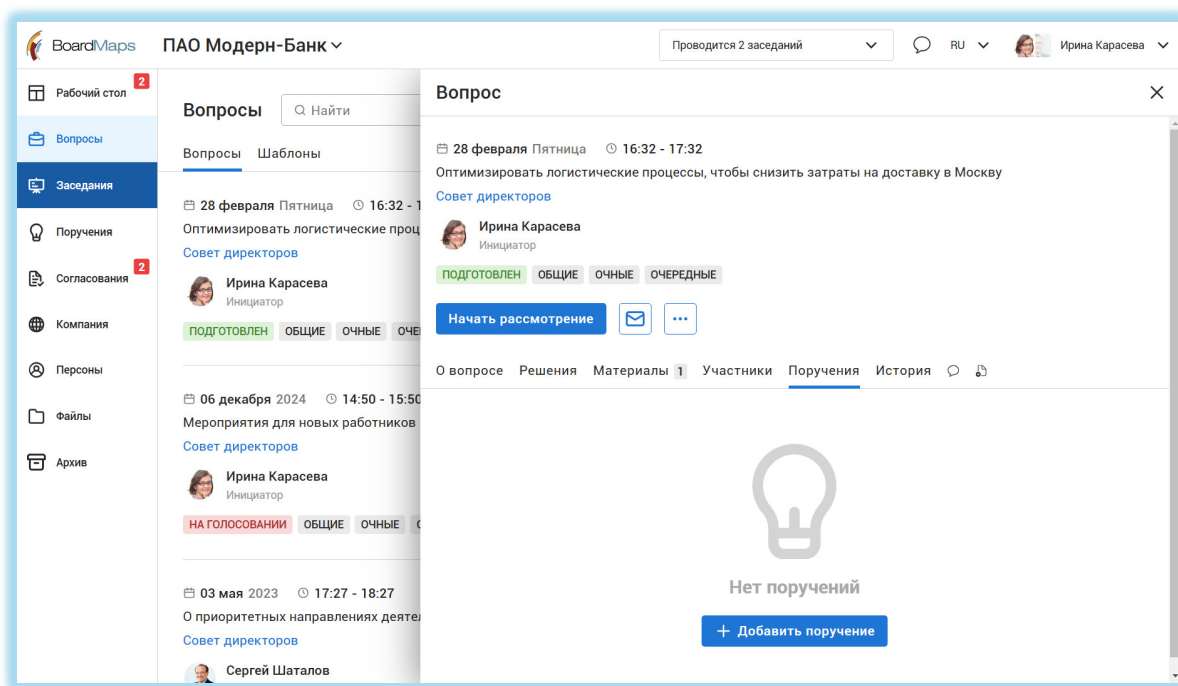 BoardMaps
ПАО Модерн-Банк
Проводится 2 заседаний
RU
Ирина Карасева
Рабочий стол
2
Вопросы
Заседания
Поручения
Согласования
2
Компания
Персоны
Файлы
Архив
Вопросы
Найти
Вопросы Шаблоны
28 февраля Пятница 16:32 - 1
Оптимизировать логистические проц
Совет директоров
Ирина Карасева
Инициатор
ПОДГОТОВЛЕН ОБЩИЕ ОЧНЫЕ ОЧЕ
06 декабря 2024 14:50 - 15:50
Мероприятия для новых работников
Совет директоров
Ирина Карасева
Инициатор
НА ГОЛОСОВАНИИ ОБЩИЕ ОЧНЫЕ
03 мая 2023 17:27 - 18:27
О приоритетных направлениях деяте
Совет директоров
Сергей Шаталов
Вопрос
28 февраля Пятница 16:32 - 17:32
Оптимизировать логистические процессы, чтобы снизить затраты на доставку в Москву
Совет директоров
Ирина Карасева
Инициатор
ПОДГОТОВЛЕН ОБЩИЕ ОЧНЫЕ ОЧЕРЕДНЫЕ
Начать рассмотрение
О вопросе Решения Материалы 1 Участники Поручения История
Нет поручений
+ Добавить поручение